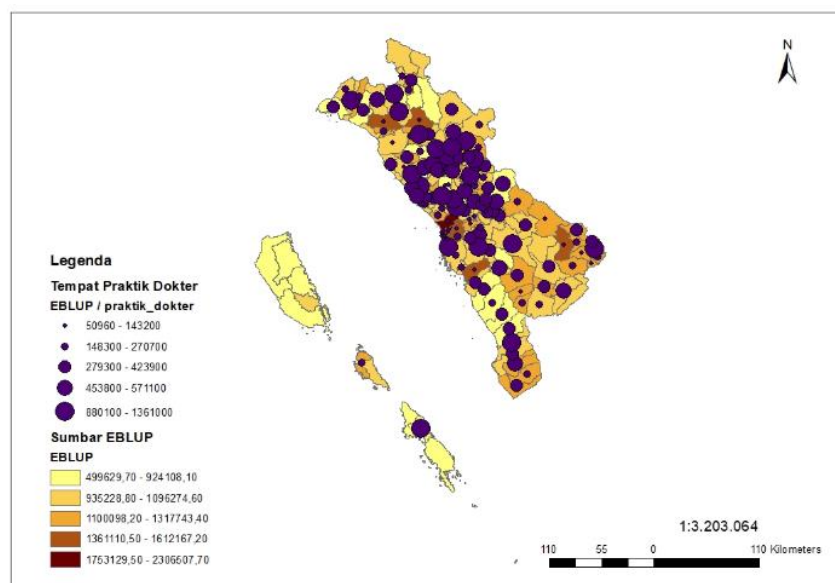 N
Legenda
Tempat Praktik Dokter
EBLUP / praktik_dokter
50960 - 143200
148300 - 270700
279300 - 423900
453800 - 571100
880100 - 1361000
Sumbar EBLUP
EBLUP
499629,70 - 924108,10
935228,80 - 1096274,60
1100098,20 - 1317743,40
1361110,50 - 1612167,20
1753129,50 - 2306507,70
1:3.203.064
110 55 0 110 Kilometers